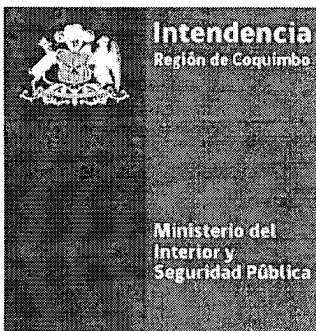 Intendencia
Región de Coquimbo
Ministerio del
Interior y
Seguridad Pública